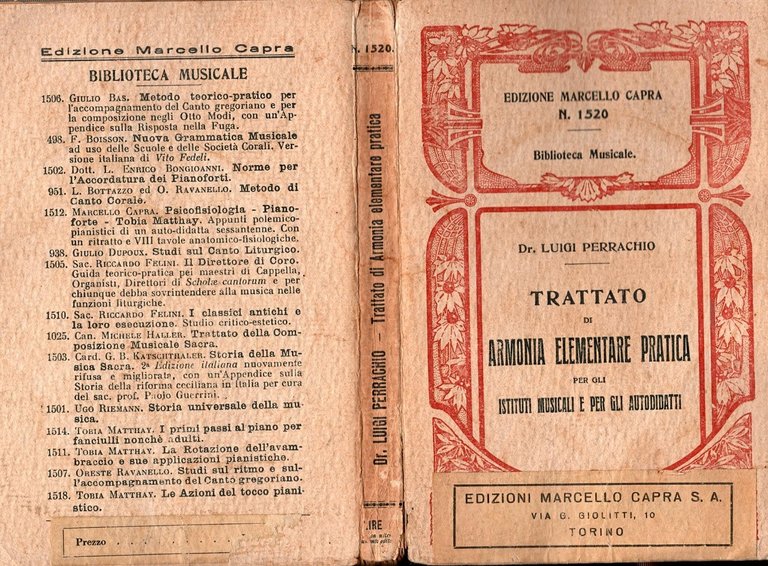 Edizione Marcello Capra
BIBLIOTECA MUSICALE
1506. GIULIO BAS. Metodo teorico-pratico per
l'accompagnamento del Canto gregoriano e per
la composizione negli Otto Modi, con un'Ap-
pendice sulla Risposta nella Fuga.
498. F. BOISSON. Nuova Grammatica Musicale
ad uso delle Scuole e delle Società Corali. Ver-
sione italiana di Vito Fedeli.
1502. Dott. L. ENRICO BONGIOANNI. Norme per
l'Accordatura dei Pianoforti.
951. L. BOTTAZZO ed O. RAVANELLO. Metodo di
Canto Corale.
1512. MARCELLO CAPRA. Psicofisiologia - Piano-
forte - Tobia Matthay. Appunti polemico-
pianistici di un auto-didatta sessantenne. Con
un ritratto e VIII tavole anatomico-fisiologiche.
938. GIULIO DUPOUX. Studi sul Canto Liturgico.
1505. Sac. RICCARDO FELINI. Il Direttore di Coro.
Guida teorico-pratica pei maestri di Cappella,
Organisti, Direttori di Scholæ cantorum e per
chiunque debba sovrintendere alla musica nelle
funzioni liturgiche.
1510. Sac. RICCARDO FELINI. I classici antichi e
la loro esecuzione. Studio critico-estetico.
1025. Can. MICHELE HALLER. Trattato della Com-
posizione Musicale Sacra.
1503. Card. G. B. KATSCHTHALER. Storia della Mu-
sica Sacra. 2ª Edizione italiana nuovamente
rifusa e migliorata, con un'Appendice sulla
Storia della riforma ceciliana in Italia per cura
del sac. prof. Paolo Guerrini.
1501. UGO RIEMANN. Storia universale della mu-
sica.
1514. TOBIA MATTHAY. I primi passi al piano per
fanciulli nonchè adulti.
1511. TOBIA MATTHAY. La Rotazione dell'avam-
braccio e sue applicazioni pianistiche.
1507. ORESTE RAVANELLO. Studi sul ritmo e sul-
l'accompagnamento del Canto gregoriano.
1518. TOBIA MATTHAY. Le Azioni del tocco piani-
stico.
Prezzo . . . . . . . . . .
N. 1520.
Dr. LUIGI PERRACHIO - Trattato di Armonia elementare pratica
LIRE
EDIZIONE MARCELLO CAPRA
N. 1520
Biblioteca Musicale.
Dr. LUIGI PERRACHIO
TRATTATO
DI
ARMONIA ELEMENTARE PRATICA
PER GLI
ISTITUTI MUSICALI E PER GLI AUTODIDATTI
EDIZIONI MARCELLO CAPRA S. A.
VIA G. GIOLITTI, 10
TORINO